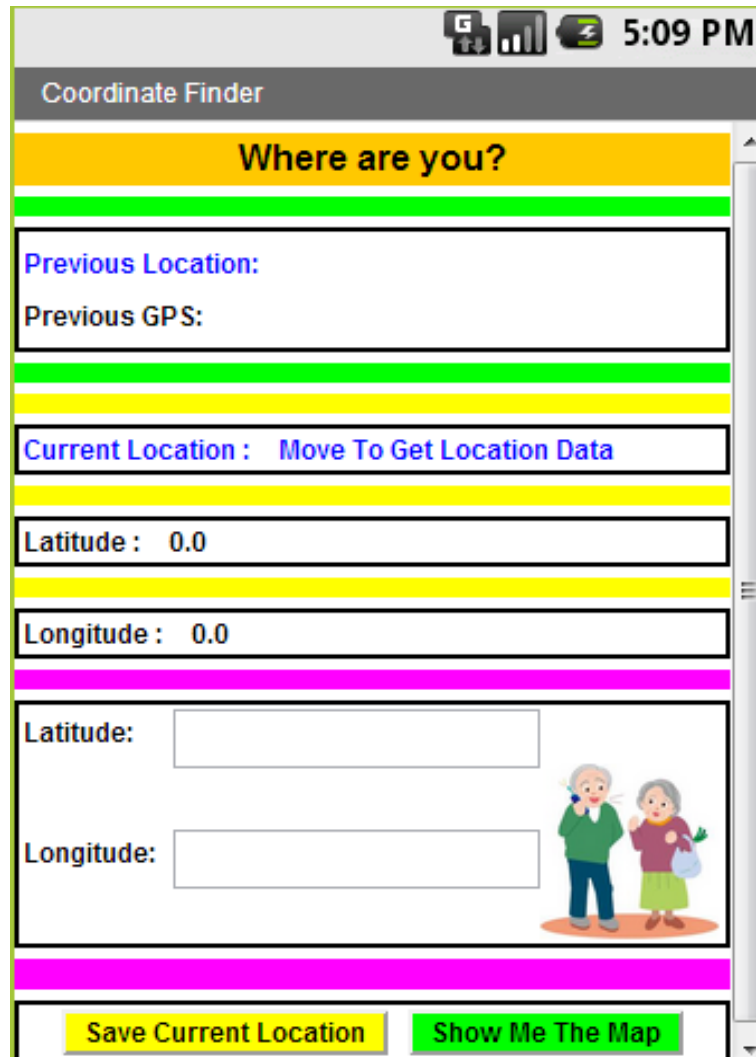 G 5:09 PM
Coordinate Finder
Where are you?
Previous Location:
Previous GPS:
Current Location : Move To Get Location Data
Latitude : 0.0
Longitude : 0.0
Latitude:
Longitude:
Save Current Location Show Me The Map